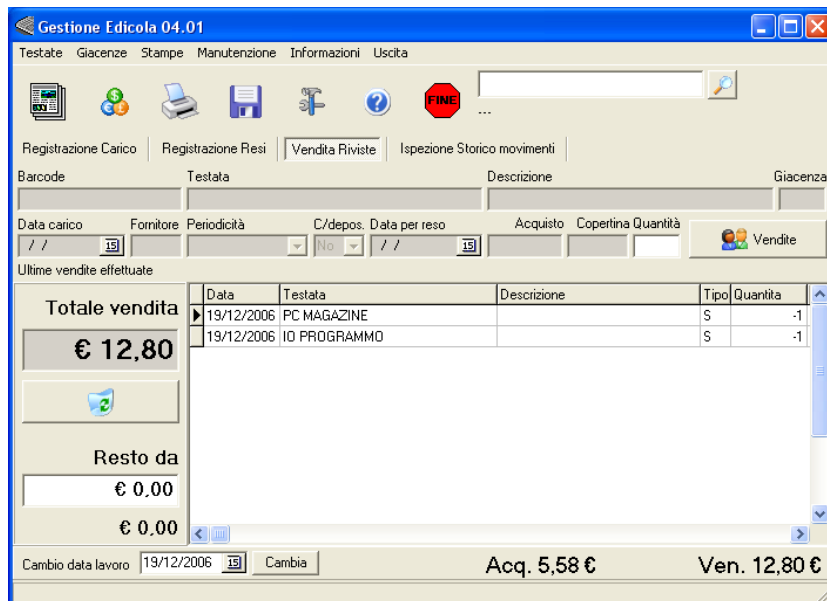 Gestione Edicola 04.01
Testate Giacenze Stampe Manutenzione Informazioni Uscita
FINE
...
Registrazione Carico Registrazione Resi Vendita Riviste Ispezione Storico movimenti
Barcode Testata Descrizione Giacenza
Data carico Fornitore Periodicità C/depos. Data per reso Acquisto Copertina Quantità
/ / 15 No / / 15 Vendite
Ultime vendite effettuate
Totale vendita
€ 12,80
Resto da
€ 0,00
€ 0,00
Data Testata Descrizione Tipo Quantita
19/12/2006 PC MAGAZINE S -1
19/12/2006 IO PROGRAMMO S -1
Cambio data lavoro 19/12/2006 15 Cambia Acq. 5,58 € Ven. 12,80 €